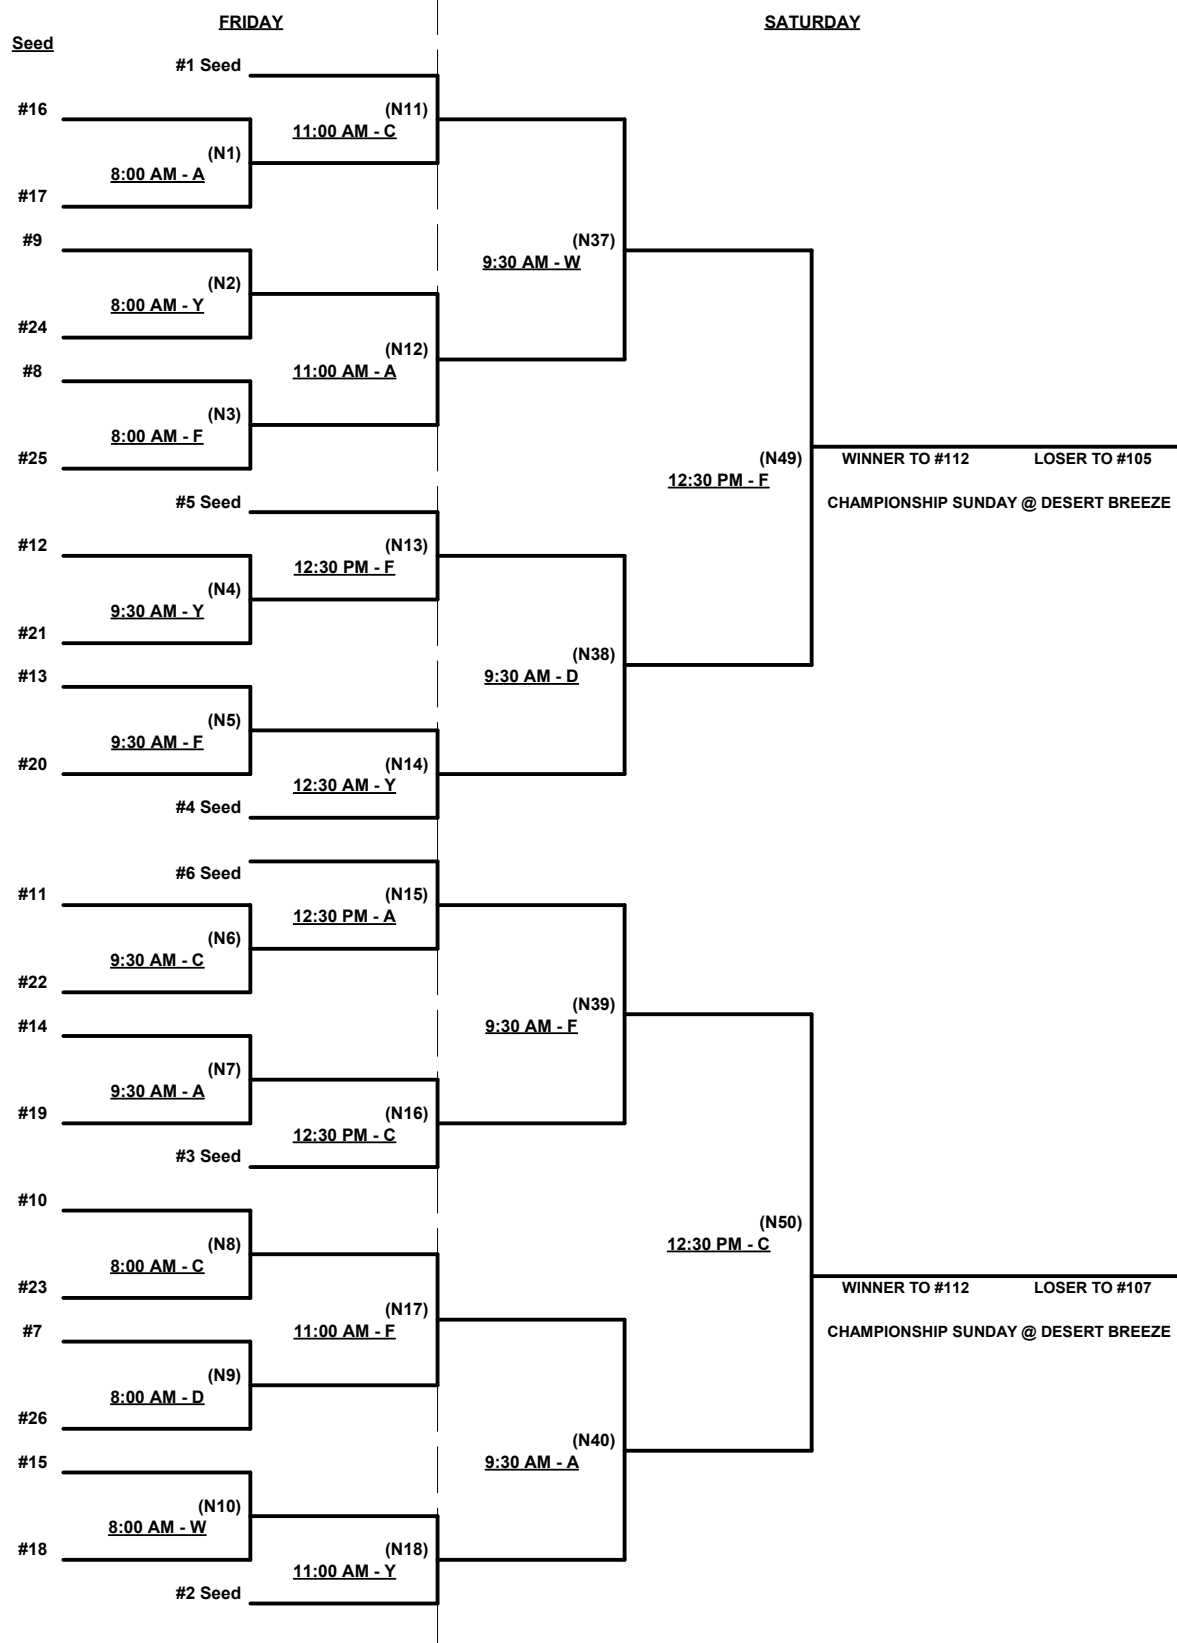 FRIDAY
SATURDAY
Seed
#1 Seed
#16
(N11)
11:00 AM - C
(N1)
8:00 AM - A
#17
#9
(N37)
9:30 AM - W
(N2)
8:00 AM - Y
#24
(N12)
11:00 AM - A
#8
(N3)
8:00 AM - F
#25
(N49)
12:30 PM - F
WINNER TO #112
LOSER TO #105
CHAMPIONSHIP SUNDAY @ DESERT BREEZE
#5 Seed
#12
(N13)
12:30 PM - F
(N4)
9:30 AM - Y
#21
(N38)
9:30 AM - D
#13
(N5)
9:30 AM - F
#20
(N14)
12:30 AM - Y
#4 Seed
#6 Seed
#11
(N15)
12:30 PM - A
(N6)
9:30 AM - C
#22
(N39)
9:30 AM - F
#14
(N7)
9:30 AM - A
#19
(N16)
12:30 PM - C
#3 Seed
#10
(N50)
12:30 PM - C
(N8)
8:00 AM - C
#23
WINNER TO #112
LOSER TO #107
CHAMPIONSHIP SUNDAY @ DESERT BREEZE
(N17)
11:00 AM - F
#7
(N9)
8:00 AM - D
#26
(N40)
9:30 AM - A
#15
(N10)
8:00 AM - W
#18
(N18)
11:00 AM - Y
#2 Seed